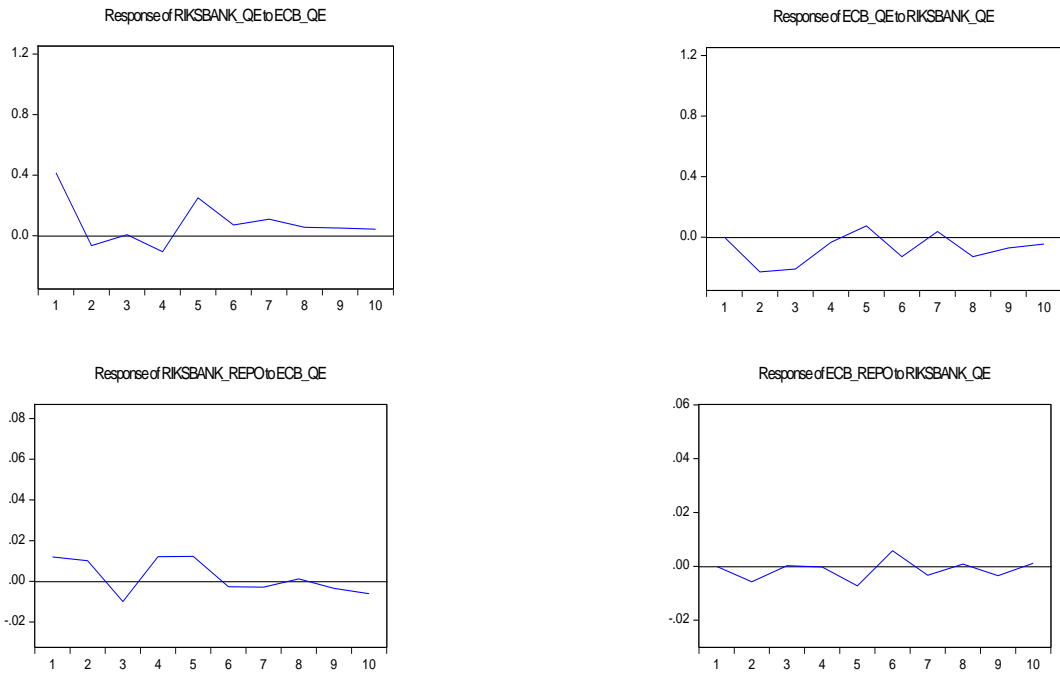 Response of RIKSBANK_QE to ECB_QE
1.2
0.8
0.4
0.0
1 2 3 4 5 6 7 8 9 10
Response of ECB_QE to RIKSBANK_QE
1.2
0.8
0.4
0.0
1 2 3 4 5 6 7 8 9 10
Response of RIKSBANK_REPO to ECB_QE
.08
.06
.04
.02
.00
-.02
1 2 3 4 5 6 7 8 9 10
Response of ECB_REPO to RIKSBANK_QE
.06
.04
.02
.00
-.02
1 2 3 4 5 6 7 8 9 10